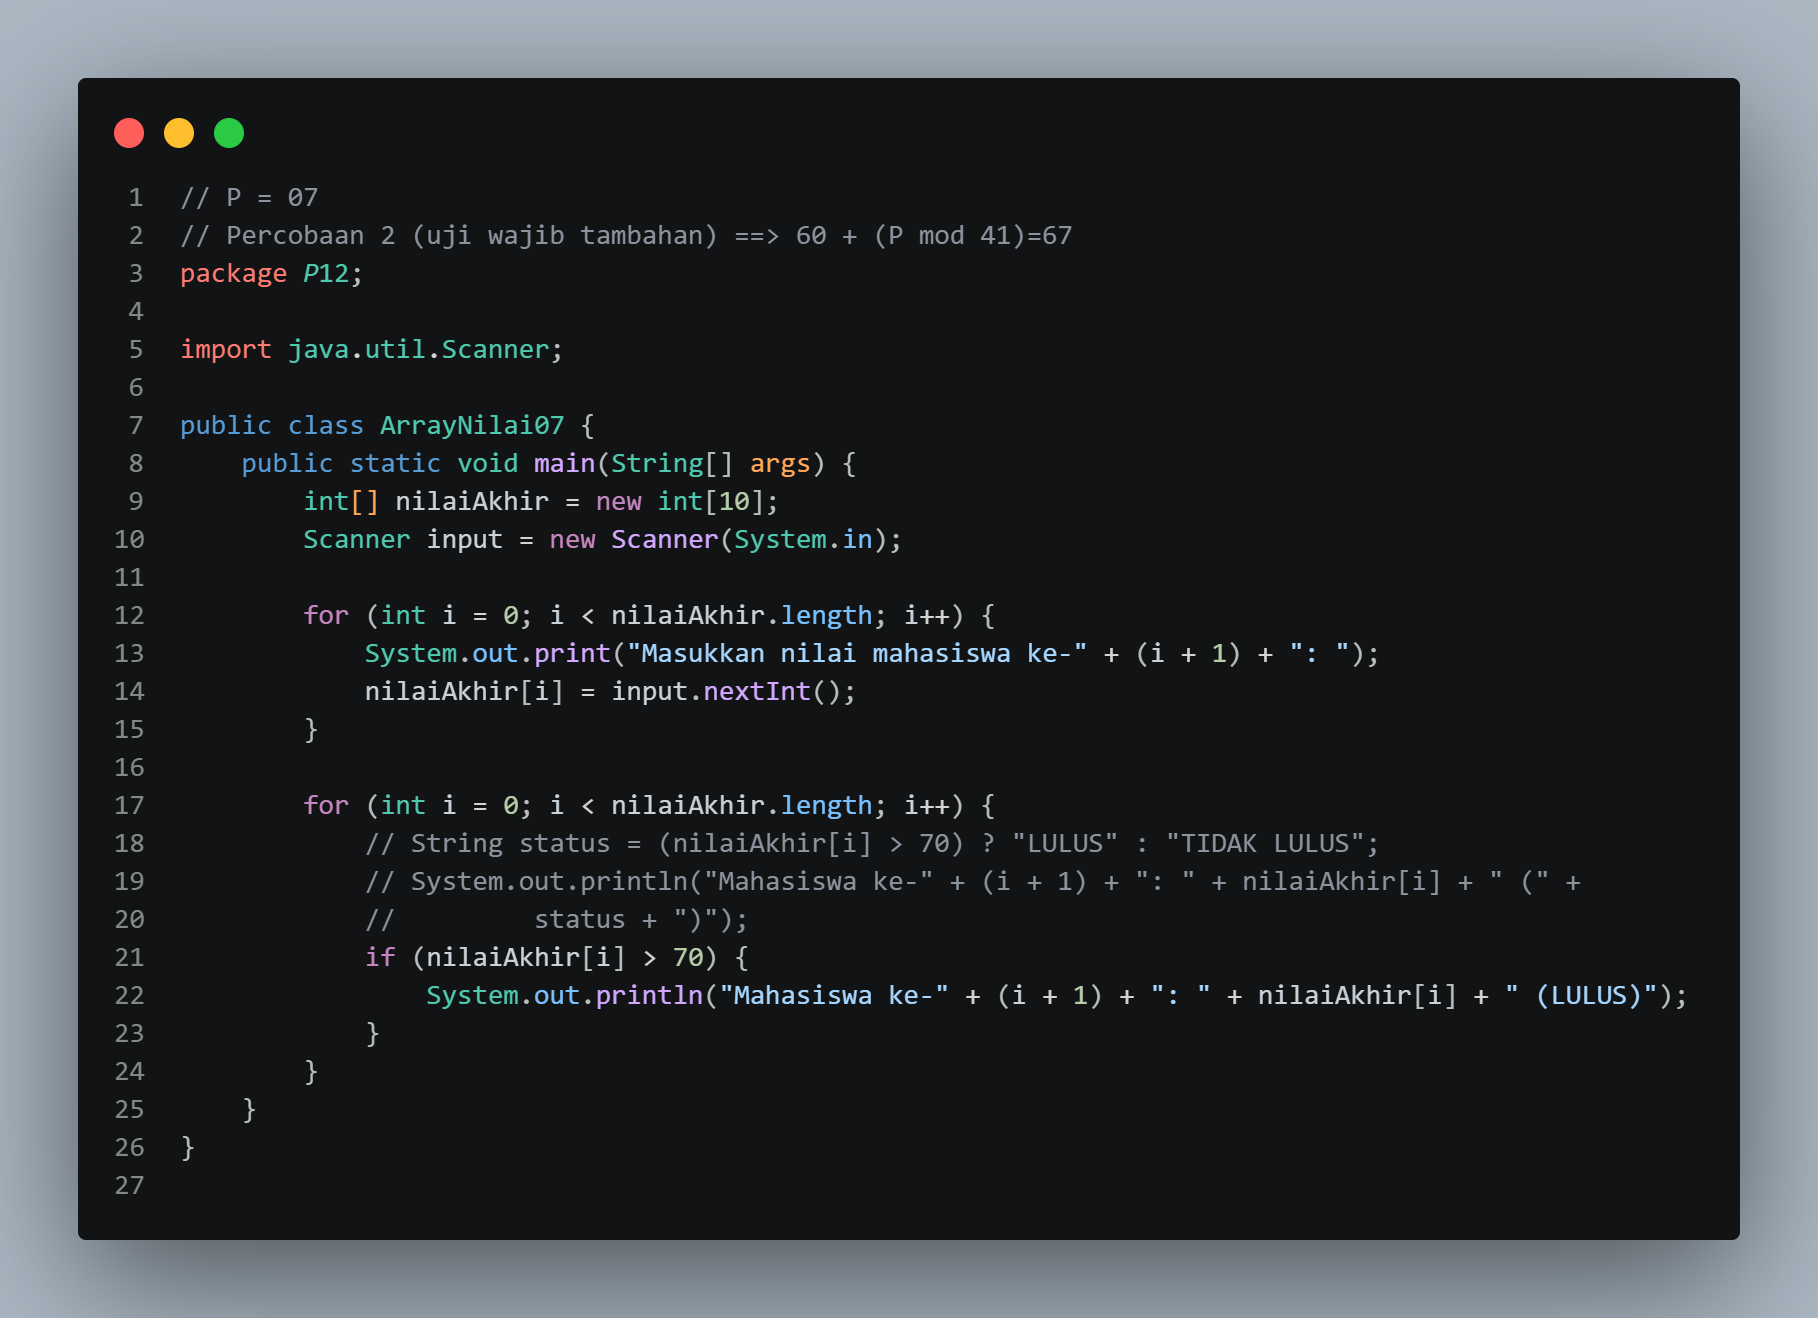 1 // P = 07
2 // Percobaan 2 (uji wajib tambahan) ==> 60 + (P mod 41)=67
3 package P12;
4
5 import java.util.Scanner;
6
7 public class ArrayNilai07 {
8     public static void main(String[] args) {
9         int[] nilaiAkhir = new int[10];
10         Scanner input = new Scanner(System.in);
11
12         for (int i = 0; i < nilaiAkhir.length; i++) {
13             System.out.print("Masukkan nilai mahasiswa ke-" + (i + 1) + ": ");
14             nilaiAkhir[i] = input.nextInt();
15         }
16
17         for (int i = 0; i < nilaiAkhir.length; i++) {
18             // String status = (nilaiAkhir[i] > 70) ? "LULUS" : "TIDAK LULUS";
19             // System.out.println("Mahasiswa ke-" + (i + 1) + ": " + nilaiAkhir[i] + " (" +
20             //         status + ")");
21             if (nilaiAkhir[i] > 70) {
22                 System.out.println("Mahasiswa ke-" + (i + 1) + ": " + nilaiAkhir[i] + " (LULUS)");
23             }
24         }
25     }
26 }
27